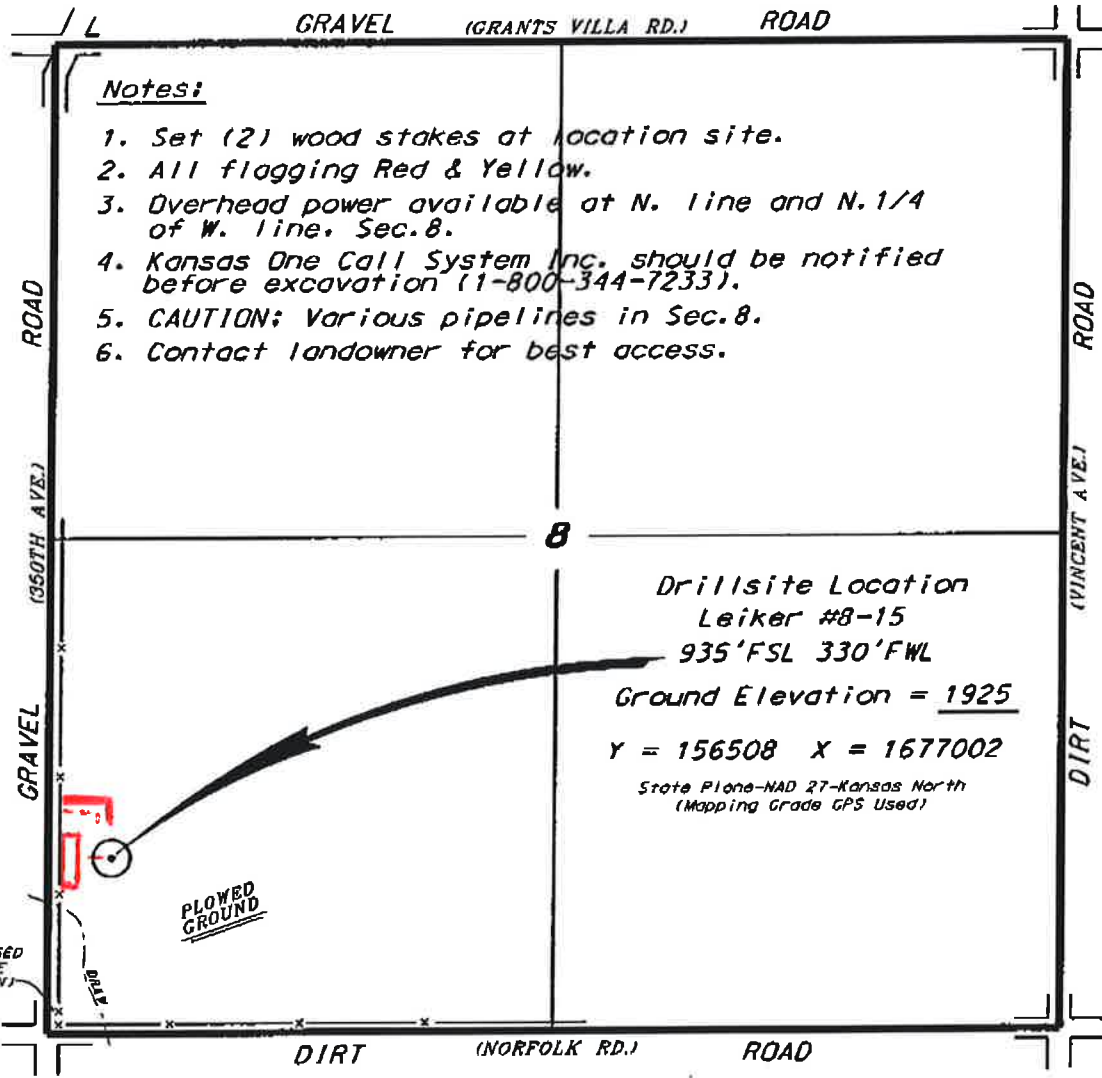 GRAVEL (GRANTS VILLA RD.) ROAD
Notes:
1. Set (2) wood stakes at location site.
2. All flagging Red & Yellow.
3. Overhead power available at N. line and N.1/4
of W. line. Sec.8.
4. Kansas One Call System Inc. should be notified
before excavation (1-800-344-7233).
5. CAUTION: Various pipelines in Sec.8.
6. Contact landowner for best access.
ROAD
(350TH AVE.)
GRAVEL
ROAD
(VINCENT AVE.)
DIRT
8
Drillsite Location
Leiker #8-15
935'FSL 330'FWL
Ground Elevation = 1925
Y = 156508 X = 1677002
State Plane-NAD 27-Kansas North
(Mapping Grade GPS Used)
PLOWED
GROUND
DRAW
DIRT (NORFOLK RD.) ROAD